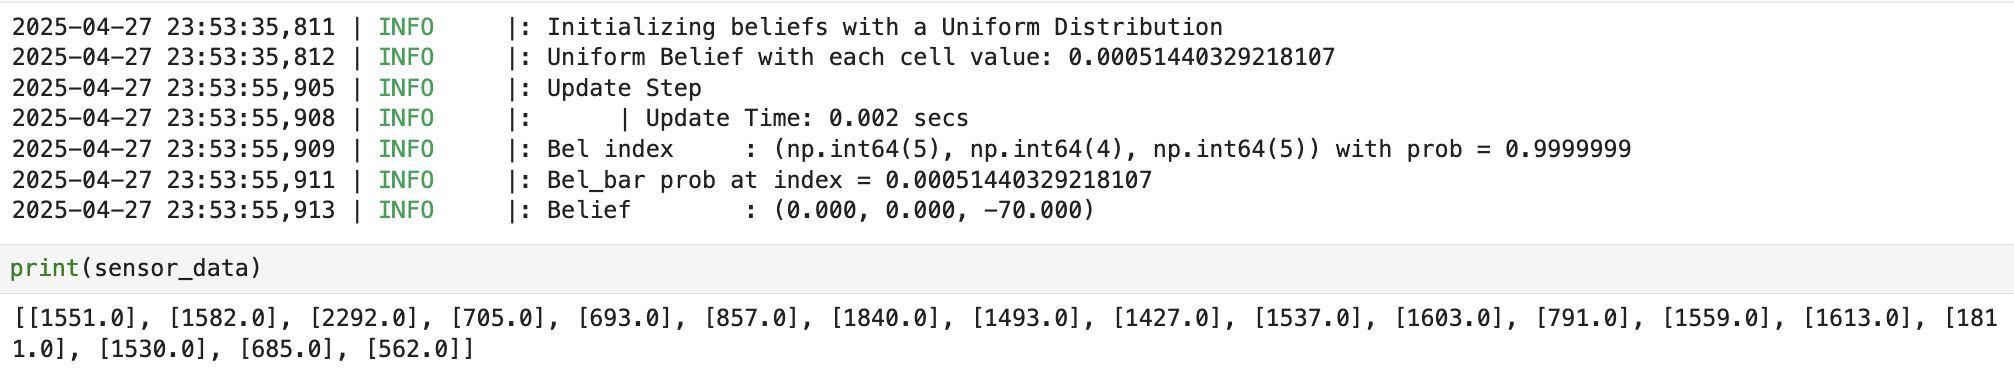 2025-04-27 23:53:35,811 | INFO     |: Initializing beliefs with a Uniform Distribution
2025-04-27 23:53:35,812 | INFO     |: Uniform Belief with each cell value: 0.00051440329218107
2025-04-27 23:53:55,905 | INFO     |: Update Step
2025-04-27 23:53:55,908 | INFO     |:      | Update Time: 0.002 secs
2025-04-27 23:53:55,909 | INFO     |: Bel index     : (np.int64(5), np.int64(4), np.int64(5)) with prob = 0.9999999
2025-04-27 23:53:55,911 | INFO     |: Bel_bar prob at index = 0.00051440329218107
2025-04-27 23:53:55,913 | INFO     |: Belief        : (0.000, 0.000, -70.000)
print(sensor_data)
[[1551.0], [1582.0], [2292.0], [705.0], [693.0], [857.0], [1840.0], [1493.0], [1427.0], [1537.0], [1603.0], [791.0], [1559.0], [1613.0], [181
1.0], [1530.0], [685.0], [562.0]]